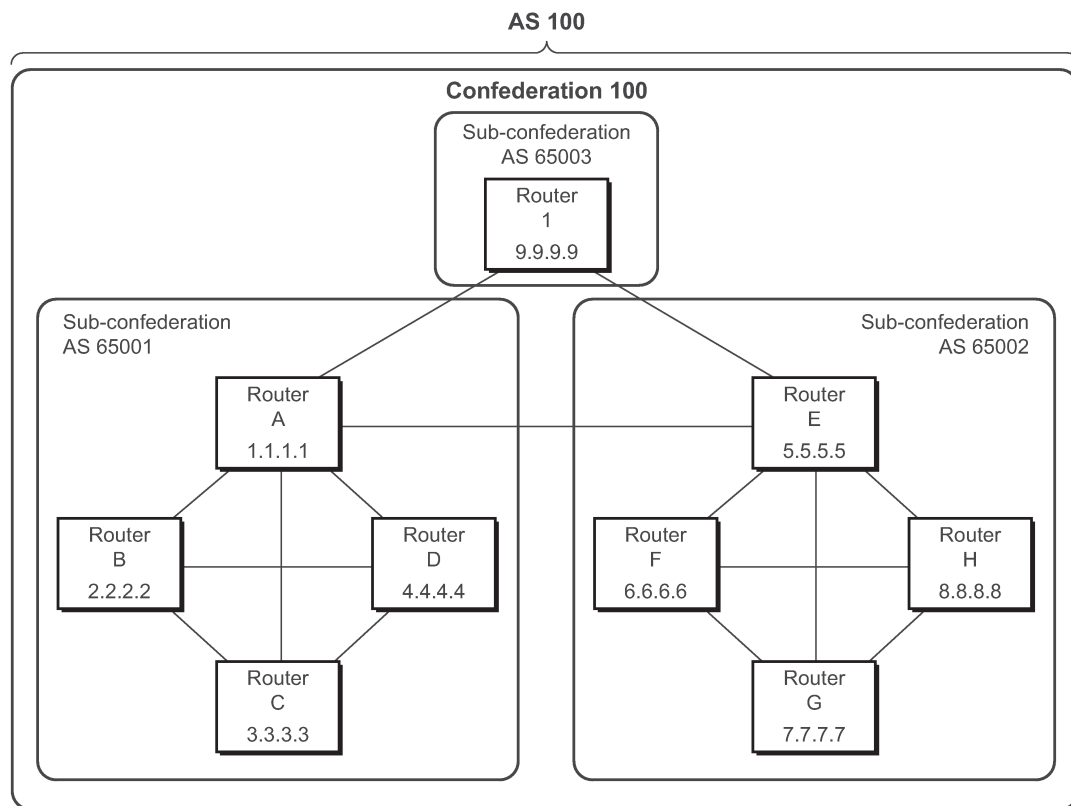 AS 100
Confederation 100
Sub-confederation
AS 65003
Router
1
9.9.9.9
Sub-confederation
AS 65001
Sub-confederation
AS 65002
Router
A
1.1.1.1
Router
E
5.5.5.5
Router
B
2.2.2.2
Router
D
4.4.4.4
Router
F
6.6.6.6
Router
H
8.8.8.8
Router
C
3.3.3.3
Router
G
7.7.7.7